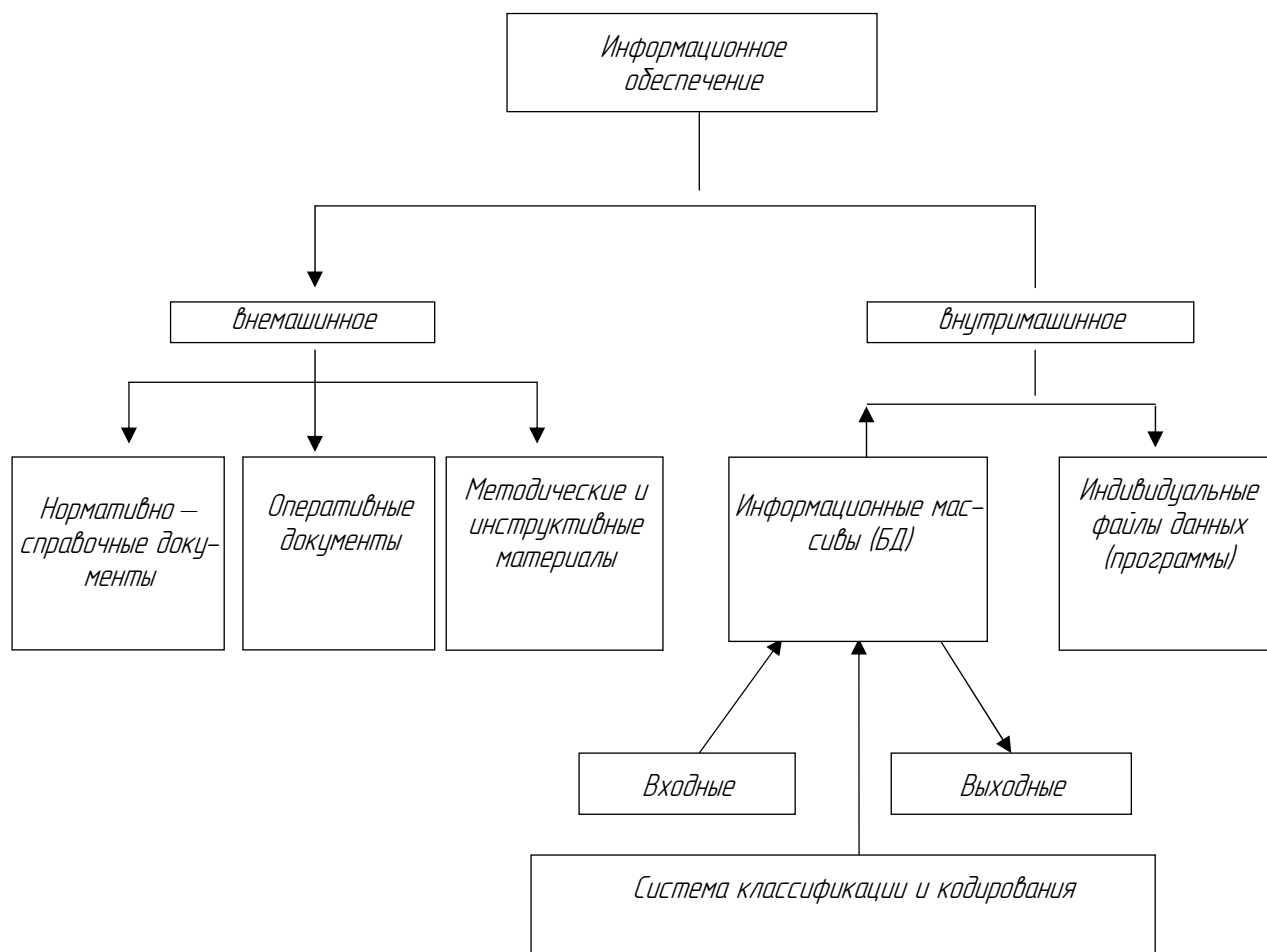 Информационное
обеспечение
внемашинное
внутримашинное
Нормативно –
справочные доку-
менты
Оперативные
документы
Методические и
инструктивные
материалы
Информационные мас-
сивы (БД)
Индивидуальные
файлы данных
(программы)
Входные
Выходные
Система классификации и кодирования